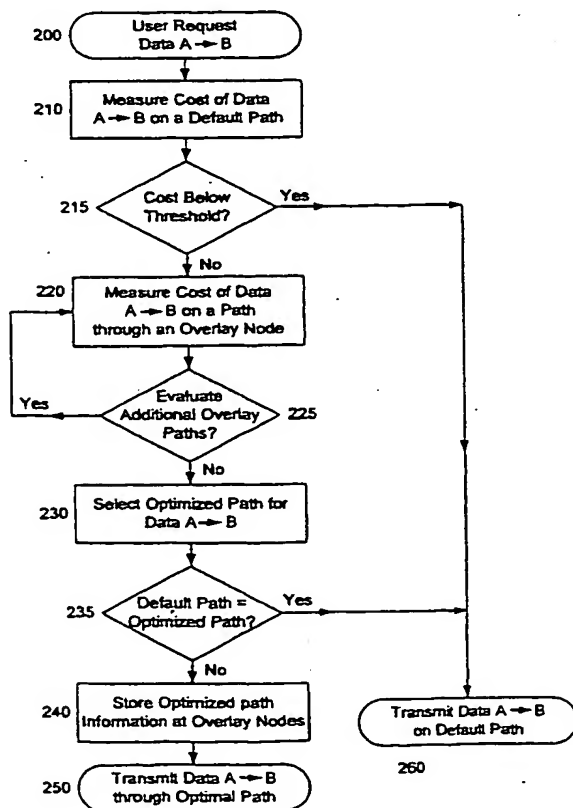 200
User Request
Data A → B
210
Measure Cost of Data
A → B on a Default Path
215
Cost Below
Threshold?
Yes
No
220
Measure Cost of Data
A → B on a Path
through an Overlay Node
Yes
Evaluate
Additional Overlay
Paths?
225
No
230
Select Optimized Path for
Data A → B
235
Default Path =
Optimized Path?
Yes
No
240
Store Optimized path
Information at Overlay Nodes
Transmit Data A → B
on Default Path
260
250
Transmit Data A → B
through Optimal Path